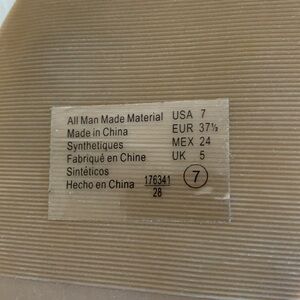 All Man Made Material USA 7
Made in China EUR 37½
Synthetiques MEX 24
Fabriqué en Chine UK 5
Sintéticos
Hecho en China 176341 7
28